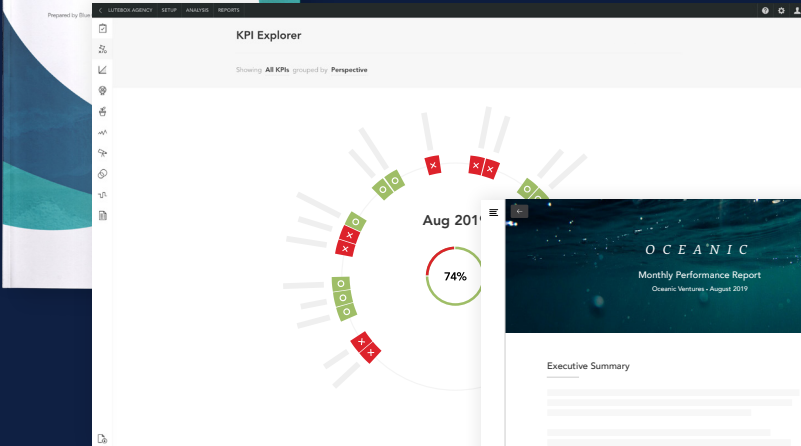 Prepared by Blue
LUTEBOX AGENCY SETUP ANALYSIS REPORTS
KPI Explorer
Showing All KPIs grouped by Perspective
Aug 201
74%
OCEANIC
Monthly Performance Report
Oceanic Ventures - August 2019
Executive Summary